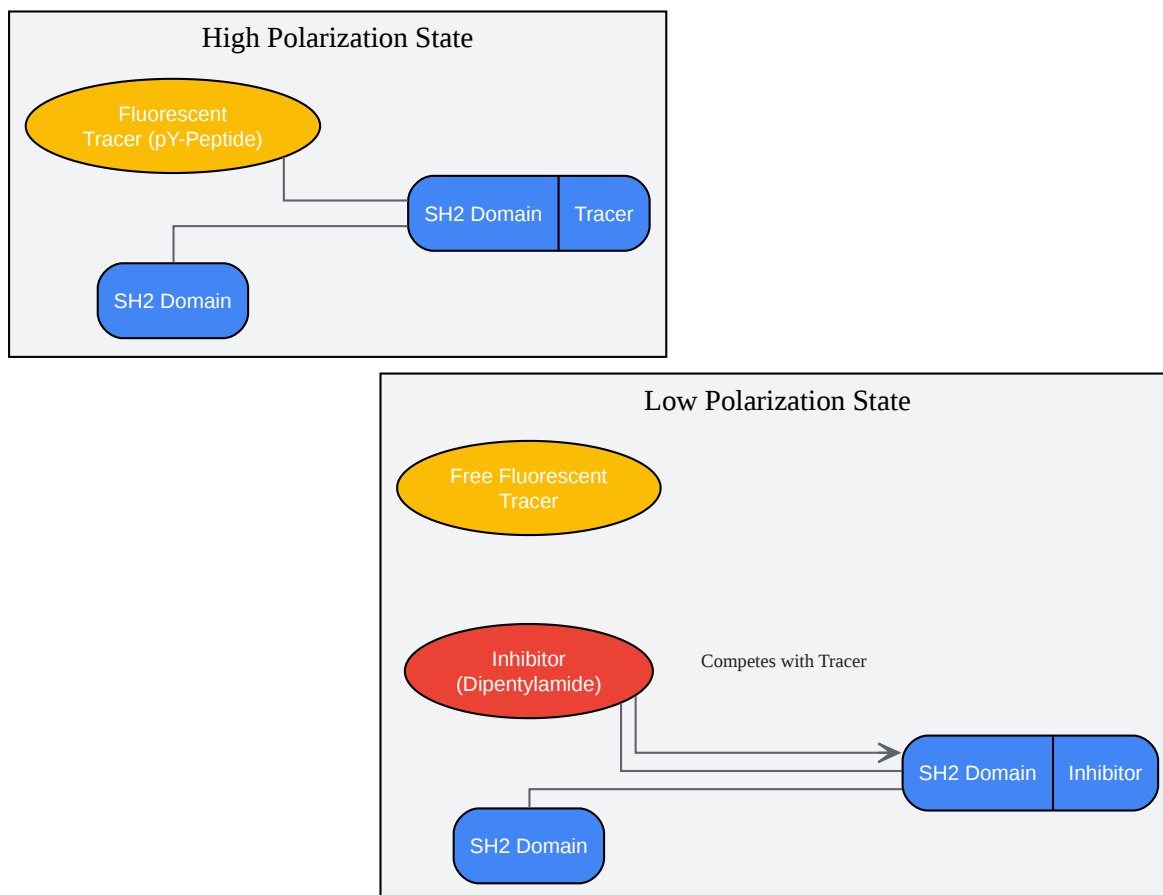 High Polarization State
Fluorescent
Tracer (pY-Peptide)
SH2 Domain
Tracer
SH2 Domain
Low Polarization State
Free Fluorescent
Tracer
Inhibitor
(Dipentylamide)
Competes with Tracer
SH2 Domain
Inhibitor
SH2 Domain